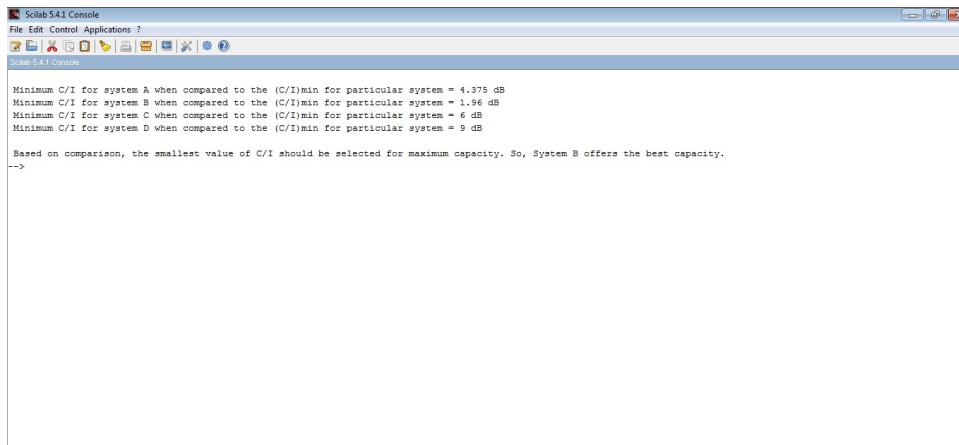 Scilab 5.4.1 Console
File Edit Control Applications ?
Scilab 5.4.1 Console
Minimum C/I for system A when compared to the (C/I)min for particular system = 4.375 dB
Minimum C/I for system B when compared to the (C/I)min for particular system = 1.96 dB
Minimum C/I for system C when compared to the (C/I)min for particular system = 6 dB
Minimum C/I for system D when compared to the (C/I)min for particular system = 9 dB
Based on comparison, the smallest value of C/I should be selected for maximum capacity. So, System B offers the best capacity.
-->